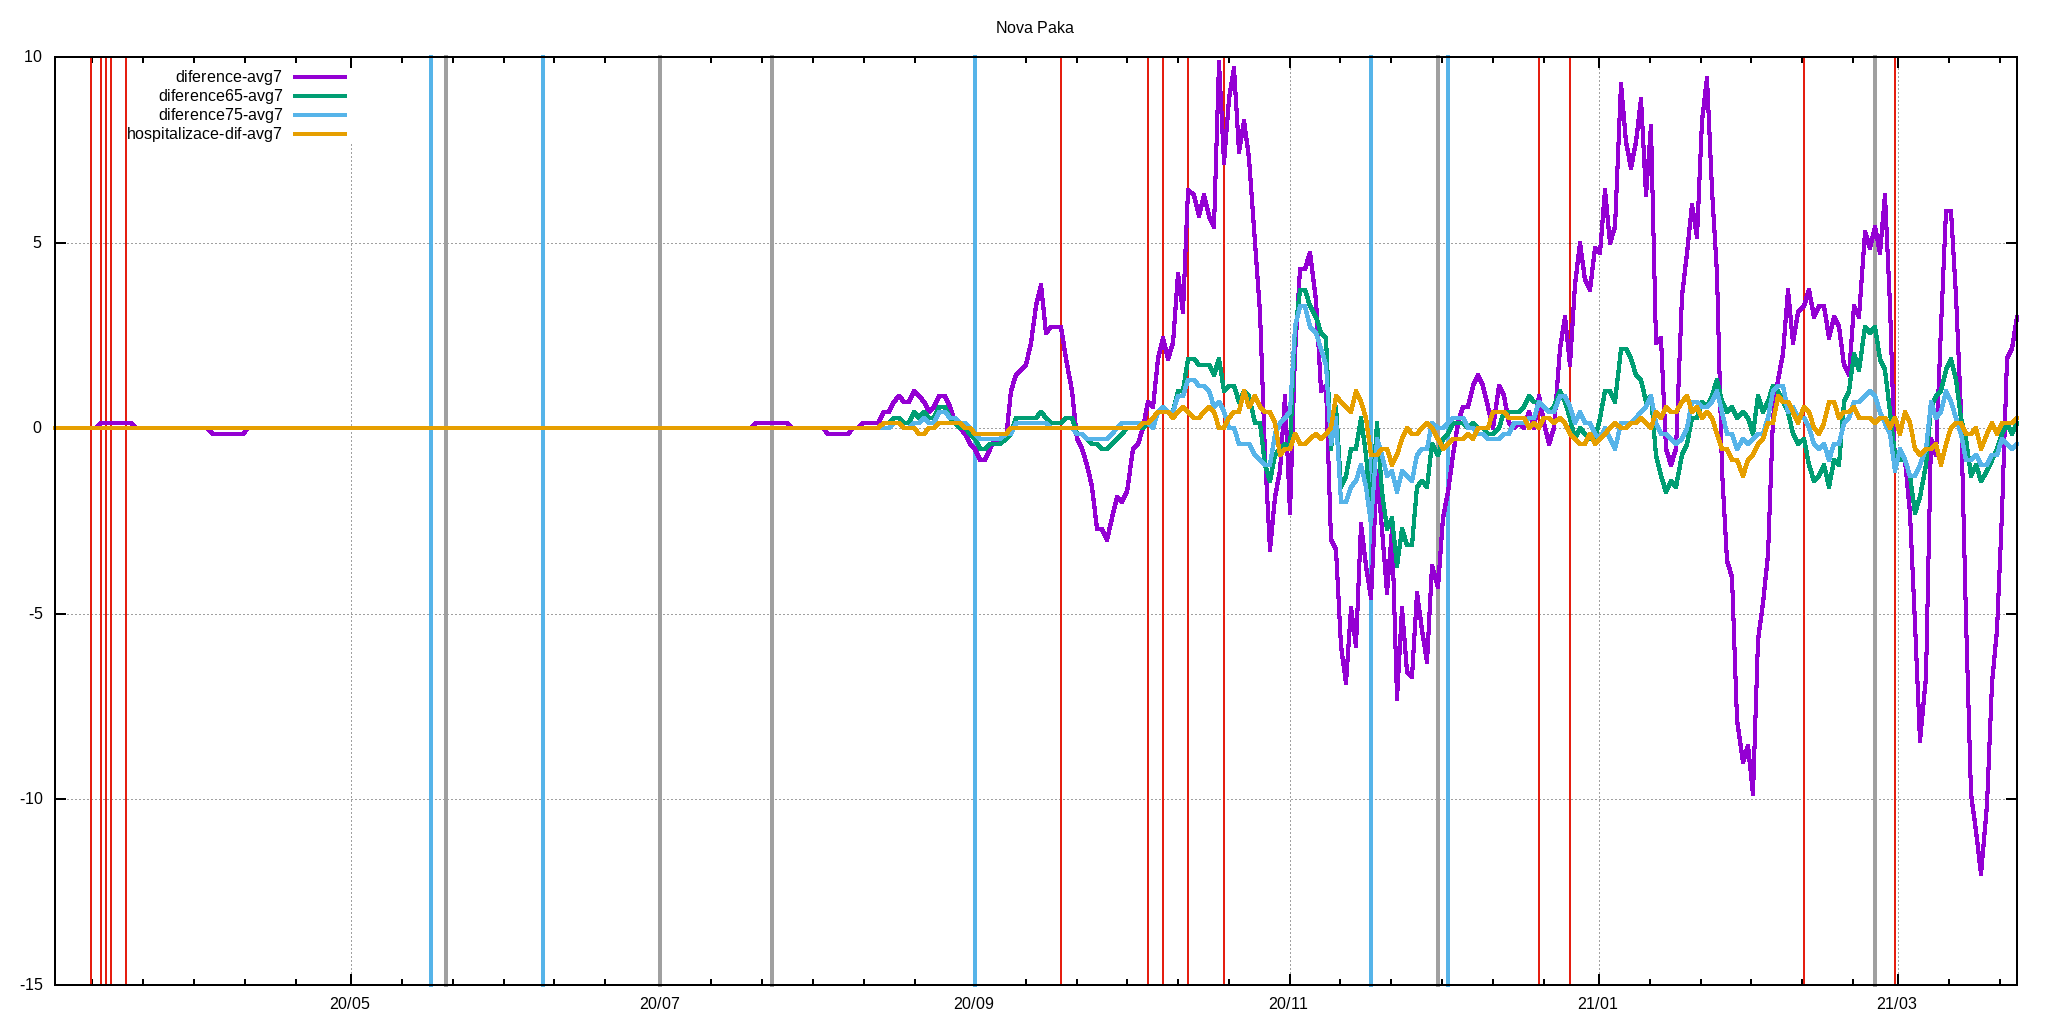 Nova Paka
diference-avg7
diference65-avg7
diference75-avg7
hospitalizace-dif-avg7
10
5
0
-5
-10
-15
20/05
20/07
20/09
20/11
21/01
21/03